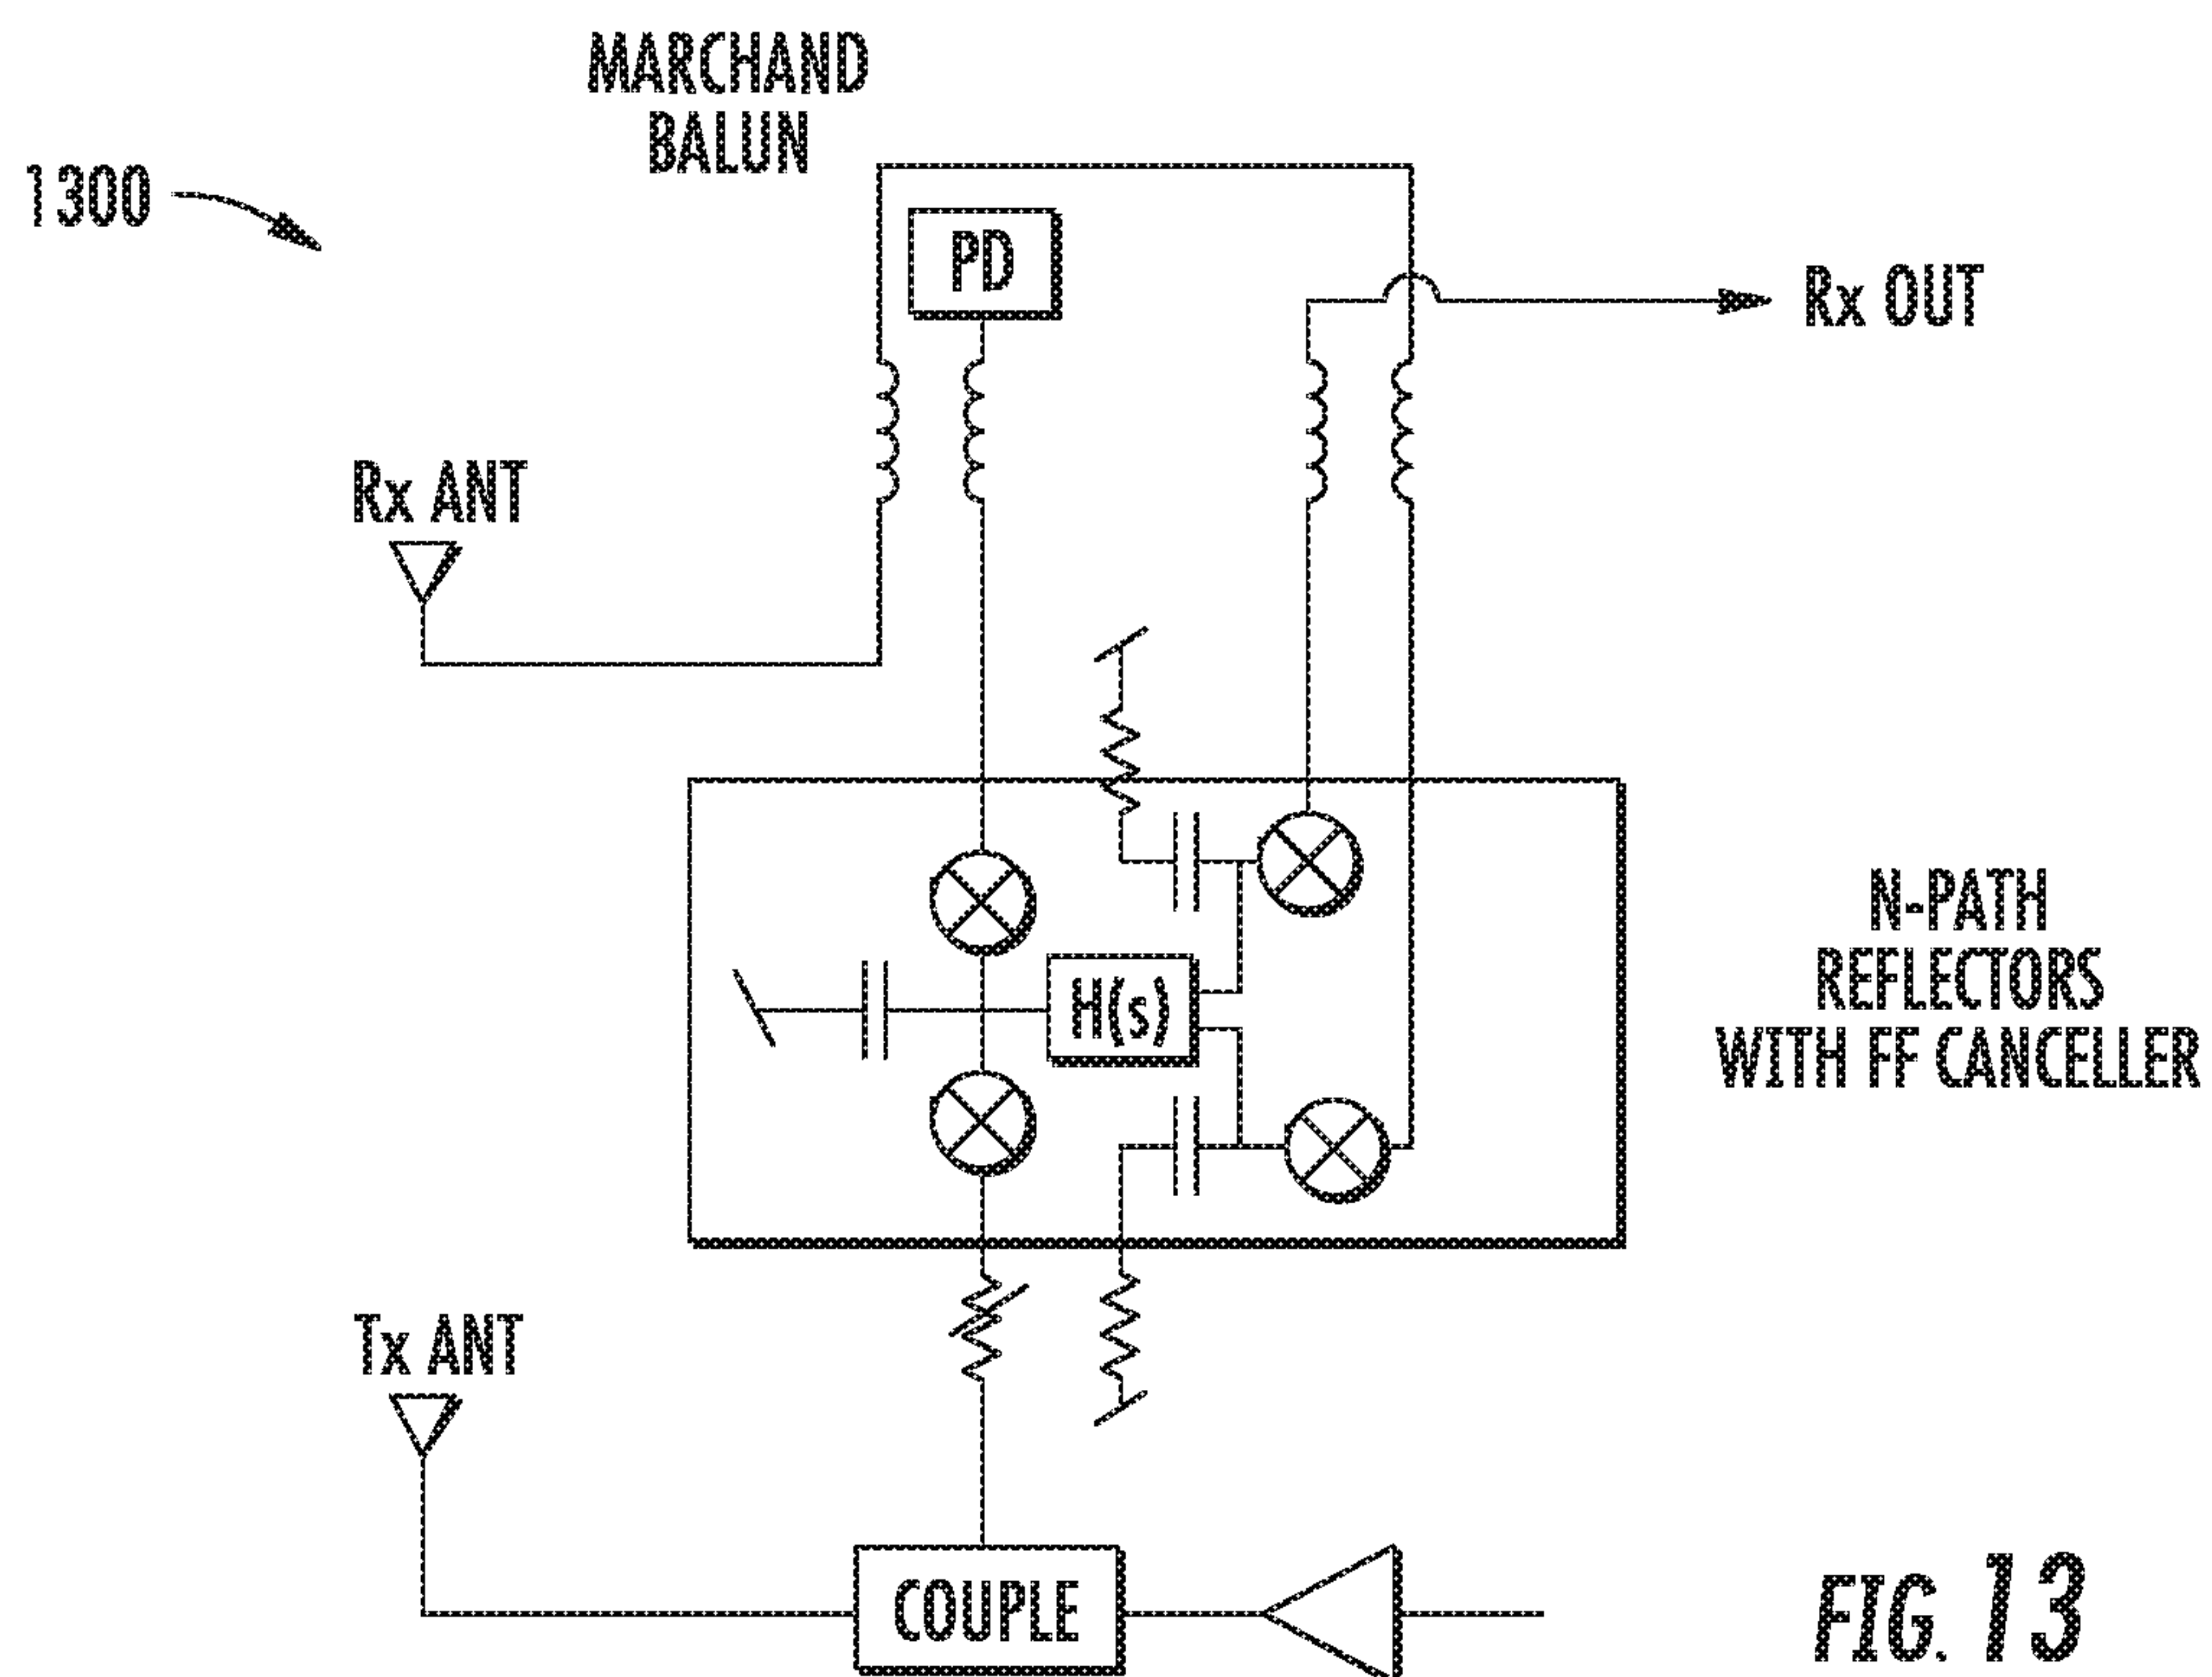 MARCHAND
BALUN
1300
PD
Rx OUT
Rx ANT
N-PATH
REFLECTORS
WITH FF CANCELLER
H(s)
Tx ANT
COUPLE
FIG. 13